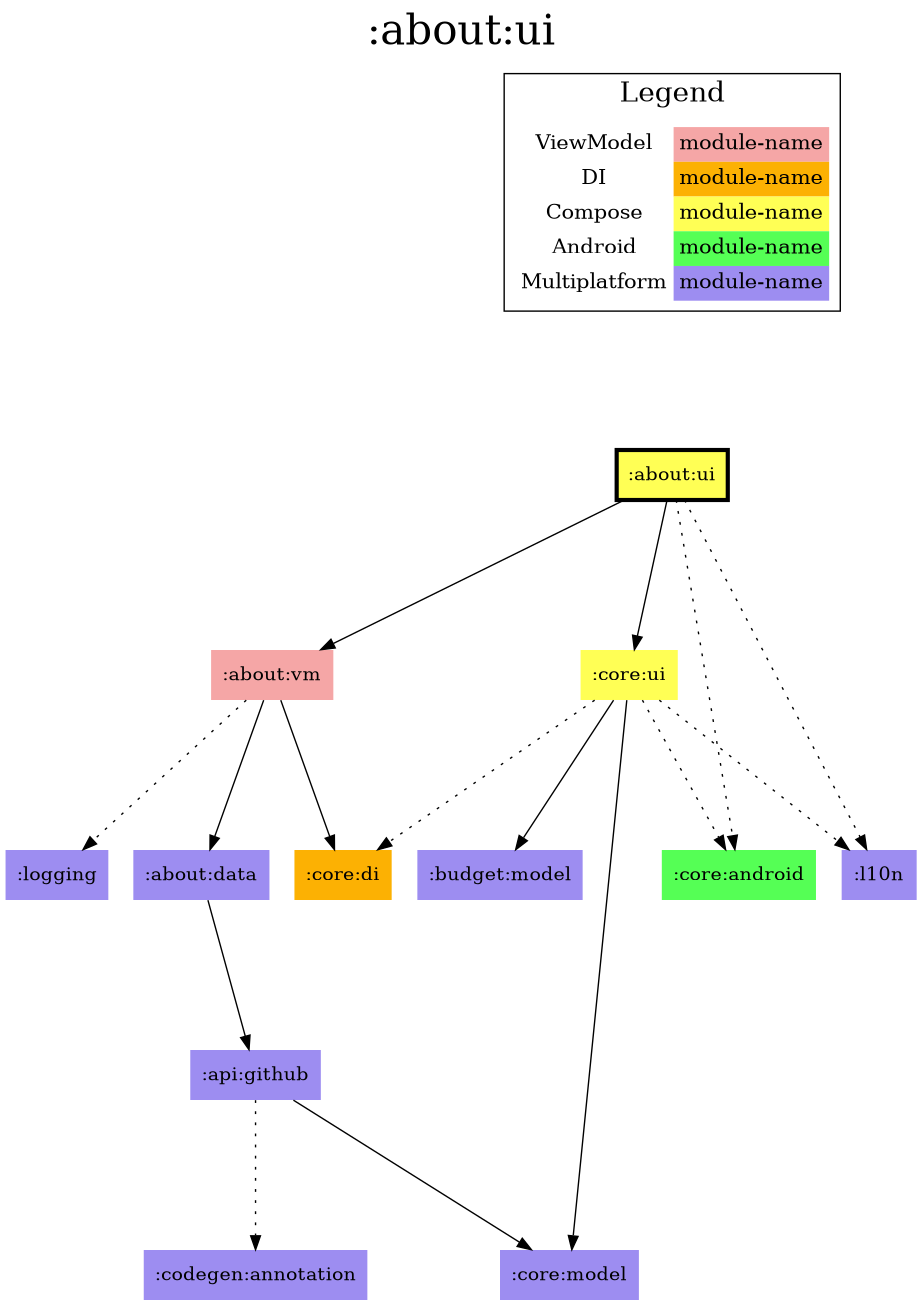 :about:ui
Legend
ViewModel module-name
DI module-name
Compose module-name
Android module-name
Multiplatform module-name
:about:ui
:about:vm :core:ui
:logging :about:data :core:di :budget:model :core:android :l10n
:api:github
:codegen:annotation :core:model